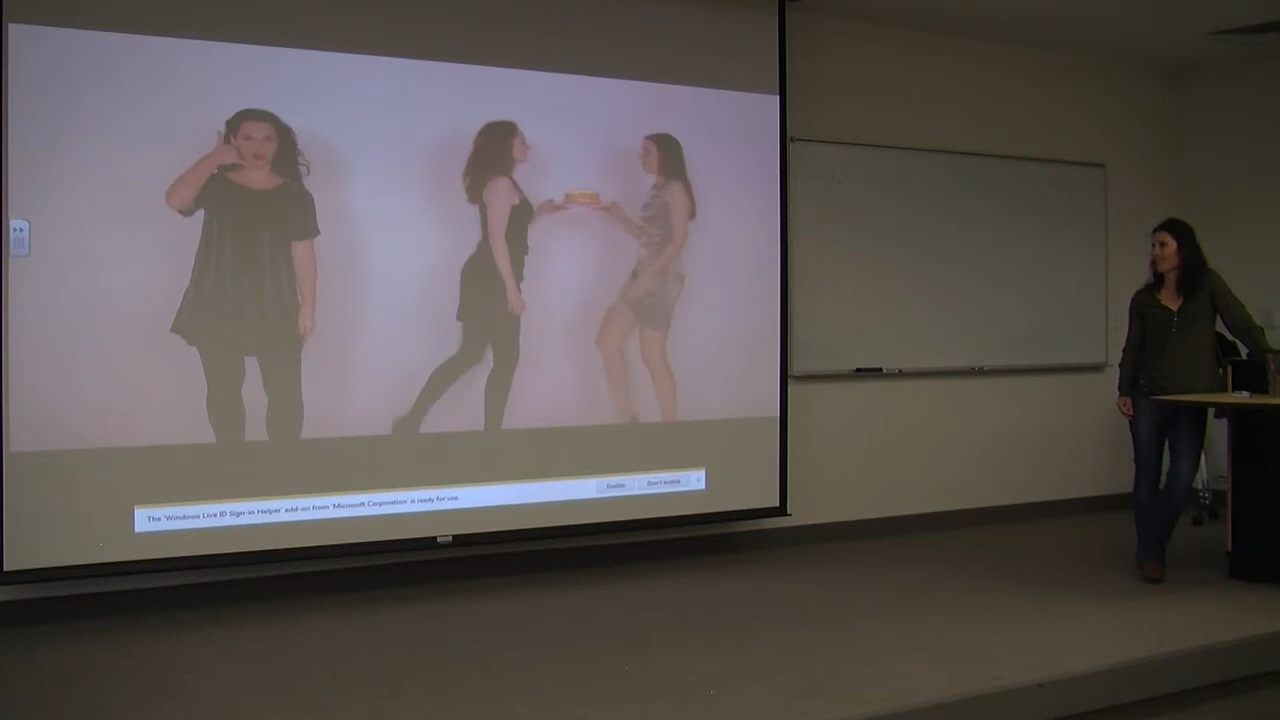 The 'Windows Live ID Sign-in Helper' add-on from 'Microsoft Corporation' is ready for use.
Enable
Don't enable